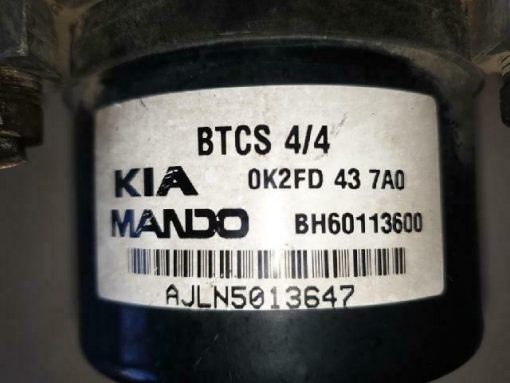 BTCS 4/4
KIA 0K2FD 43 7A0
MANDO BH60113600
AJLN5013647